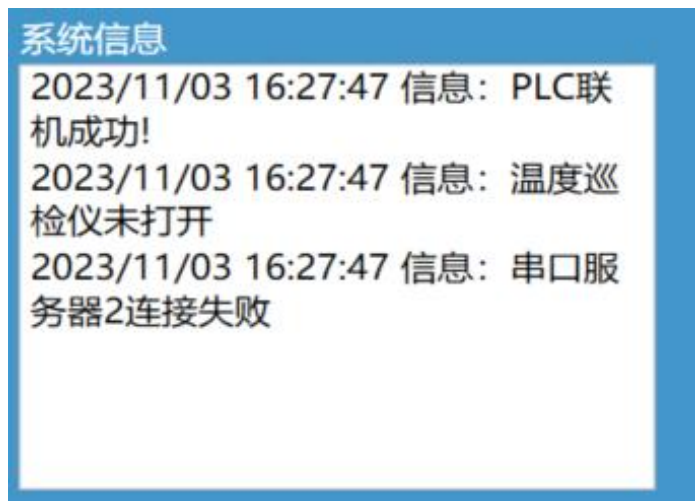 系统信息
2023/11/03 16:27:47 信息：PLC联
机成功!
2023/11/03 16:27:47 信息：温度巡
检仪未打开
2023/11/03 16:27:47 信息：串口服
务器2连接失败